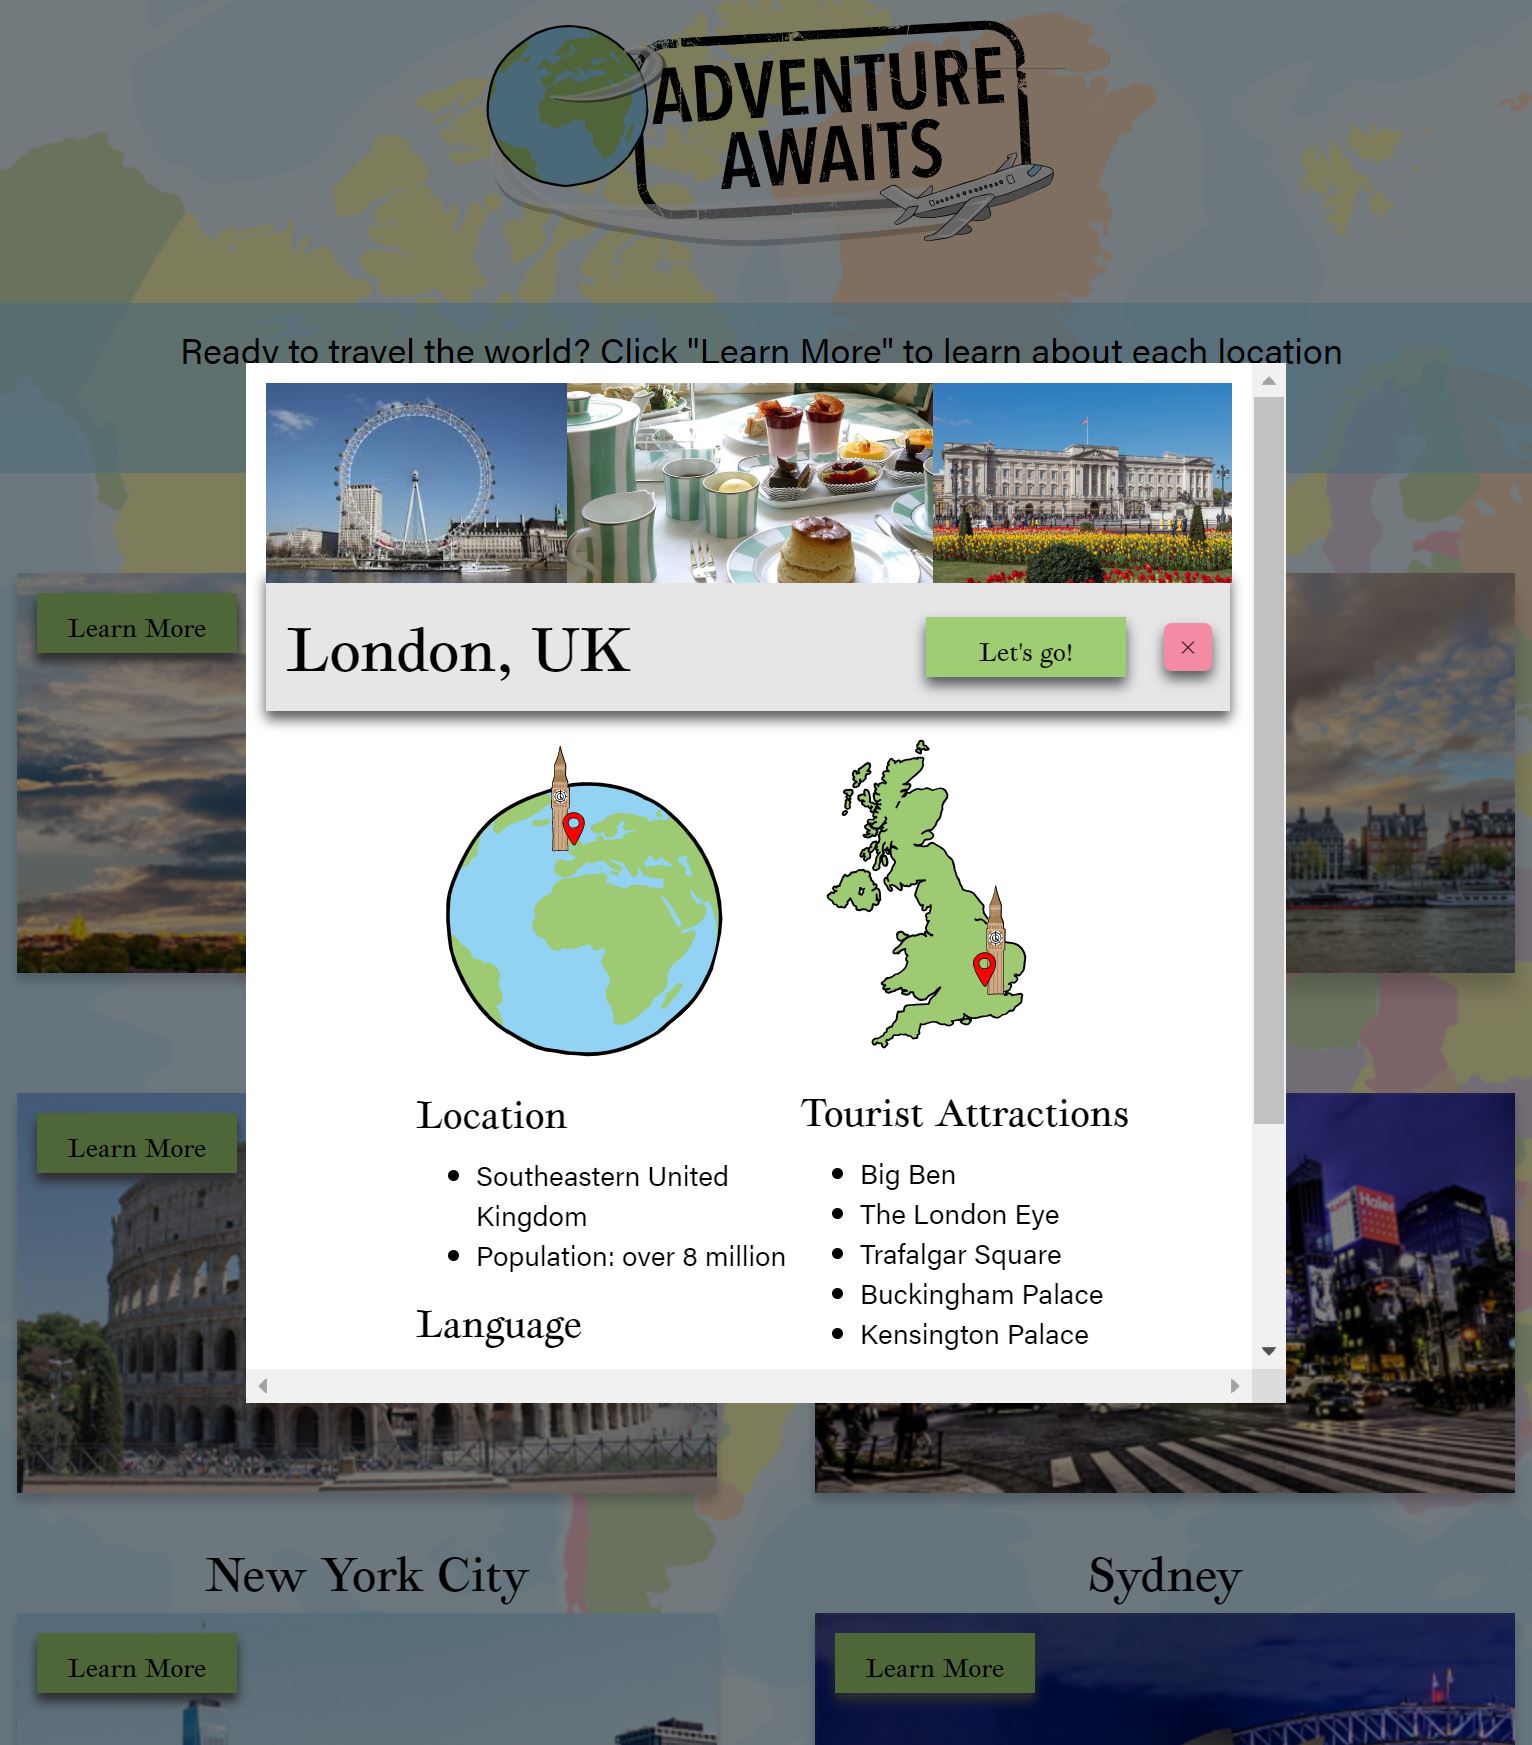 ADVENTURE
AWAITS
Ready to travel the world? Click "Learn More" to learn about each location
Learn More
London, UK
Let's go!
×
Location
Southeastern United
Kingdom
Population: over 8 million
Language
Tourist Attractions
Big Ben
The London Eye
Trafalgar Square
Buckingham Palace
Kensington Palace
Learn More
Haier
New York City
Sydney
Learn More
Learn More